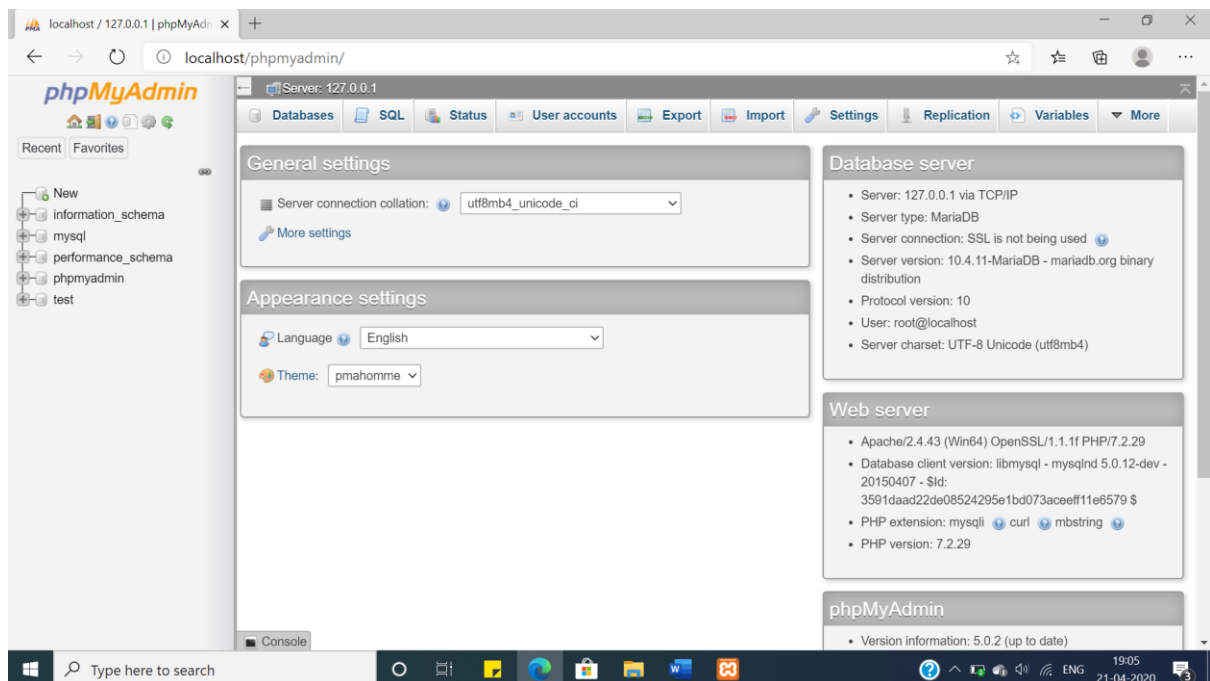 localhost / 127.0.0.1 | phpMyAdn
localhost/phpmyadmin/
phpMyAdmin
Recent Favorites
New
information_schema
mysql
performance_schema
phpmyadmin
test
Server: 127.0.0.1
Databases SQL Status User accounts Export Import Settings Replication Variables More
General settings
Server connection collation: utf8mb4_unicode_ci
More settings
Appearance settings
Language English
Theme: pmahomme
Database server
Server: 127.0.0.1 via TCP/IP
Server type: MariaDB
Server connection: SSL is not being used
Server version: 10.4.11-MariaDB - mariadb.org binary
distribution
Protocol version: 10
User: root@localhost
Server charset: UTF-8 Unicode (utf8mb4)
Web server
Apache/2.4.43 (Win64) OpenSSL/1.1.1f PHP/7.2.29
Database client version: libmysql - mysqlnd 5.0.12-dev -
20150407 - $Id:
3591daad22de08524295e1bd073aceeff11e6579 $
PHP extension: mysqli curl mbstring
PHP version: 7.2.29
phpMyAdmin
Version information: 5.0.2 (up to date)
Console
Type here to search
ENG
19:05
21-04-2020
3